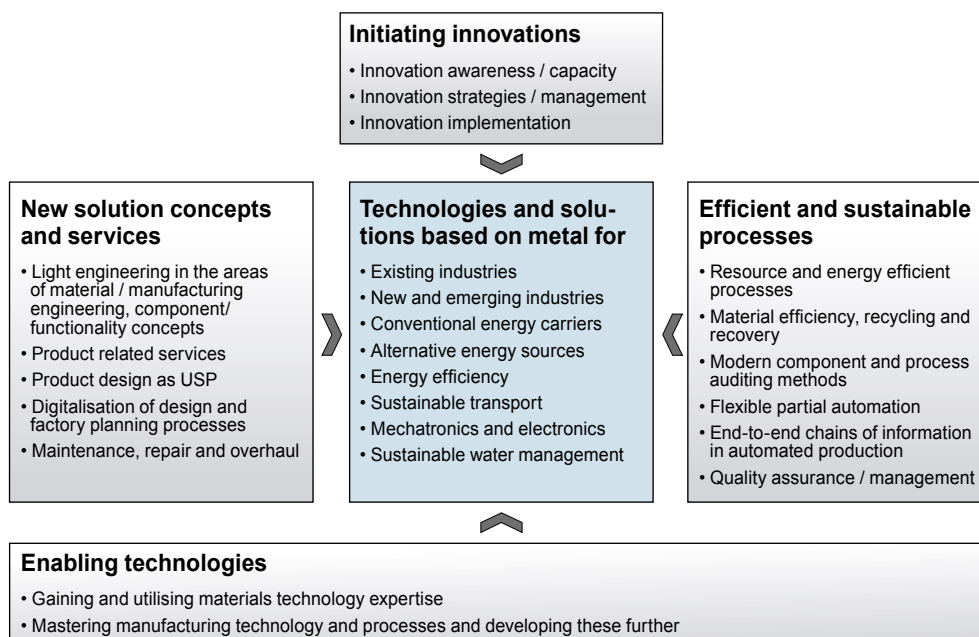 Initiating innovations
• Innovation awareness / capacity
• Innovation strategies / management
• Innovation implementation
New solution concepts
and services
• Light engineering in the areas
of material / manufacturing
engineering, component/
functionality concepts
• Product related services
• Product design as USP
• Digitalisation of design and
factory planning processes
• Maintenance, repair and overhaul
Technologies and solu-
tions based on metal for
• Existing industries
• New and emerging industries
• Conventional energy carriers
• Alternative energy sources
• Energy efficiency
• Sustainable transport
• Mechatronics and electronics
• Sustainable water management
Efficient and sustainable
processes
• Resource and energy efficient
processes
• Material efficiency, recycling and
recovery
• Modern component and process
auditing methods
• Flexible partial automation
• End-to-end chains of information
in automated production
• Quality assurance / management
Enabling technologies
• Gaining and utilising materials technology expertise
• Mastering manufacturing technology and processes and developing these further